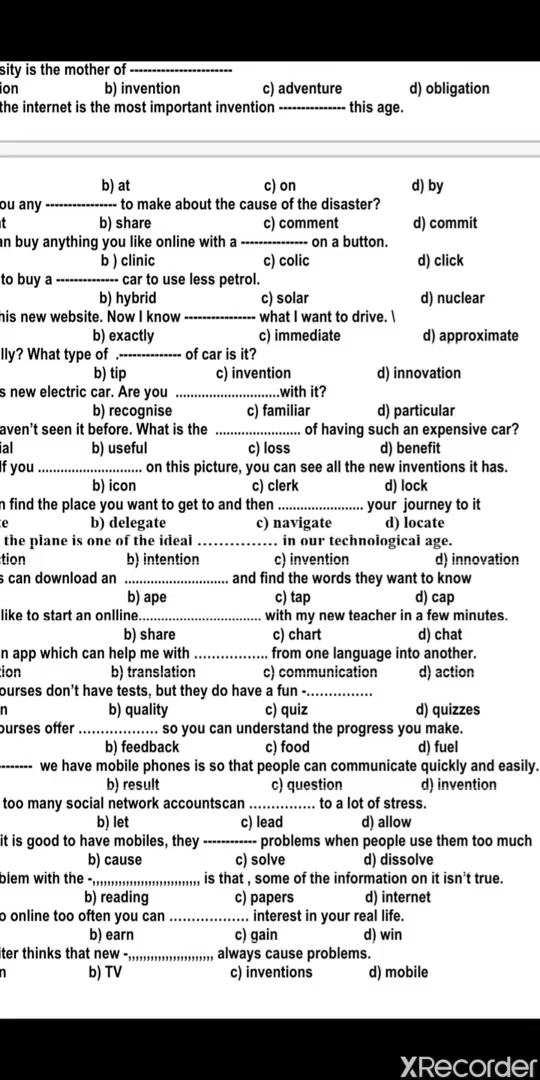 sity is the mother of -----------------------
ion b) invention c) adventure d) obligation
the internet is the most important invention --------------- this age.
b) at c) on d) by
ou any ---------------- to make about the cause of the disaster?
t b) share c) comment d) commit
an buy anything you like online with a --------------- on a button.
b ) clinic c) colic d) click
to buy a -------------- car to use less petrol.
b) hybrid c) solar d) nuclear
his new website. Now I know ---------------- what I want to drive. \
b) exactly c) immediate d) approximate
lly? What type of .-------------- of car is it?
b) tip c) invention d) innovation
s new electric car. Are you ............................with it?
b) recognise c) familiar d) particular
aven't seen it before. What is the ....................... of having such an expensive car?
ial b) useful c) loss d) benefit
If you ............................ on this picture, you can see all the new inventions it has.
b) icon c) clerk d) lock
n find the place you want to get to and then ....................... your journey to it
e b) delegate c) navigate d) locate
the plane is one of the ideal ................ in our technological age.
tion b) intention c) invention d) innovation
s can download an ............................ and find the words they want to know
b) ape c) tap d) cap
like to start an onlline................................. with my new teacher in a few minutes.
b) share c) chart d) chat
n app which can help me with .................. from one language into another.
ion b) translation c) communication d) action
ourses don't have tests, but they do have a fun -...............
n b) quality c) quiz d) quizzes
ourses offer .................. so you can understand the progress you make.
b) feedback c) food d) fuel
------- we have mobile phones is so that people can communicate quickly and easily.
b) result c) question d) invention
too many social network accountscan ............... to a lot of stress.
b) let c) lead d) allow
it is good to have mobiles, they ------------ problems when people use them too much
b) cause c) solve d) dissolve
blem with the -,,,,,,,,,,,,,,,,,,,,,,,,,,,,, is that , some of the information on it isn't true.
b) reading c) papers d) internet
o online too often you can .................. interest in your real life.
b) earn c) gain d) win
iter thinks that new -,,,,,,,,,,,,,,,,,,,,,,, always cause problems.
n b) TV c) inventions d) mobile
XRecorder